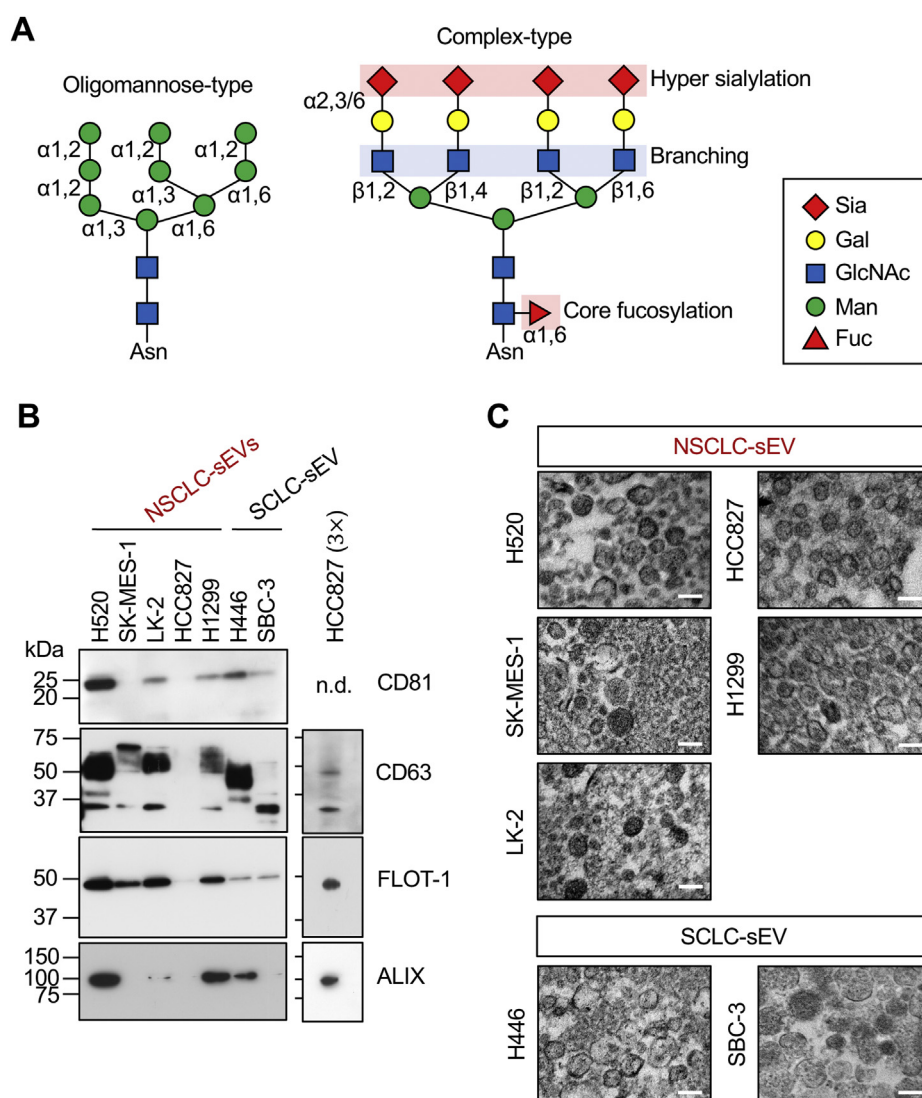 A
Complex-type
Oligomannose-type
Hyper sialylation
α2,3/6
α1,2 α1,2 α1,2
Branching
α1,2 α1,3 α1,6
β1,2 β1,4 β1,2 β1,6
α1,3 α1,6
Core fucosylation
α1,6
Asn
Asn
Sia
Gal
GlcNAc
Man
Fuc
B
NSCLC-sEVs
SCLC-sEV
H520
SK-MES-1
LK-2
HCC827
H1299
H446
SBC-3
HCC827 (3×)
kDa
25
20
n.d.
CD81
75
50
37
CD63
50
37
FLOT-1
150
100
75
ALIX
C
NSCLC-sEV
H520
HCC827
SK-MES-1
H1299
LK-2
SCLC-sEV
H446
SBC-3